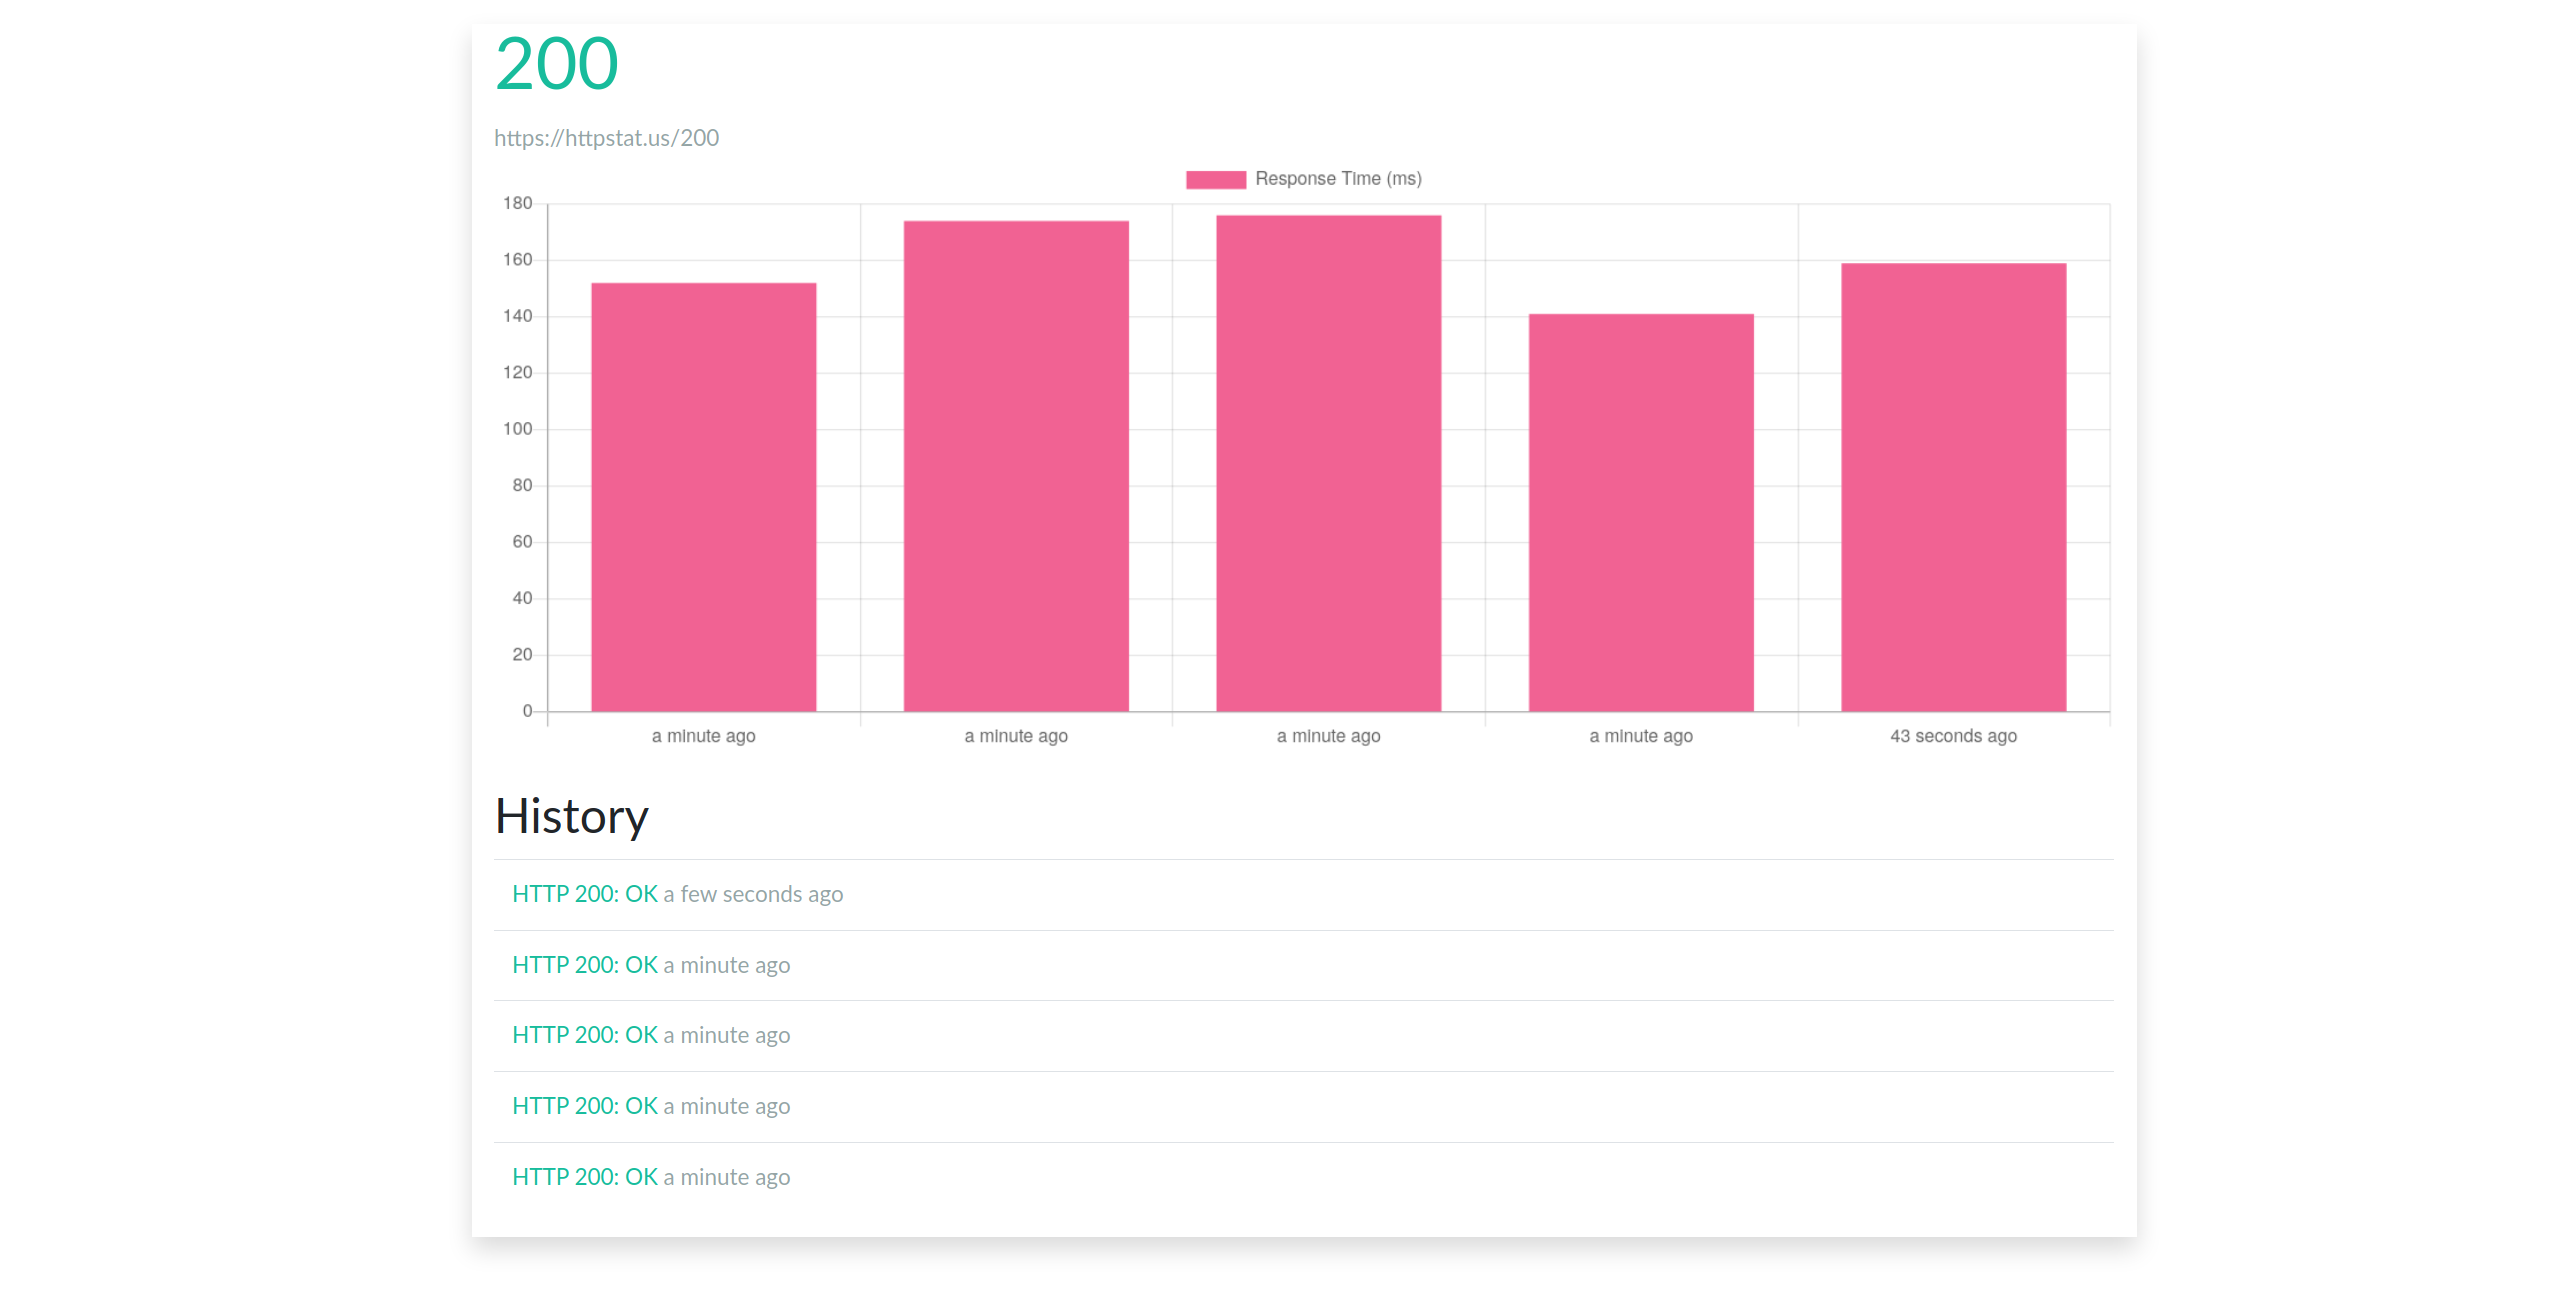 200
https://httpstat.us/200
Response Time (ms)
180
160
140
120
100
80
60
40
20
0
a minute ago a minute ago a minute ago a minute ago 43 seconds ago
History
HTTP 200: OK a few seconds ago
HTTP 200: OK a minute ago
HTTP 200: OK a minute ago
HTTP 200: OK a minute ago
HTTP 200: OK a minute ago